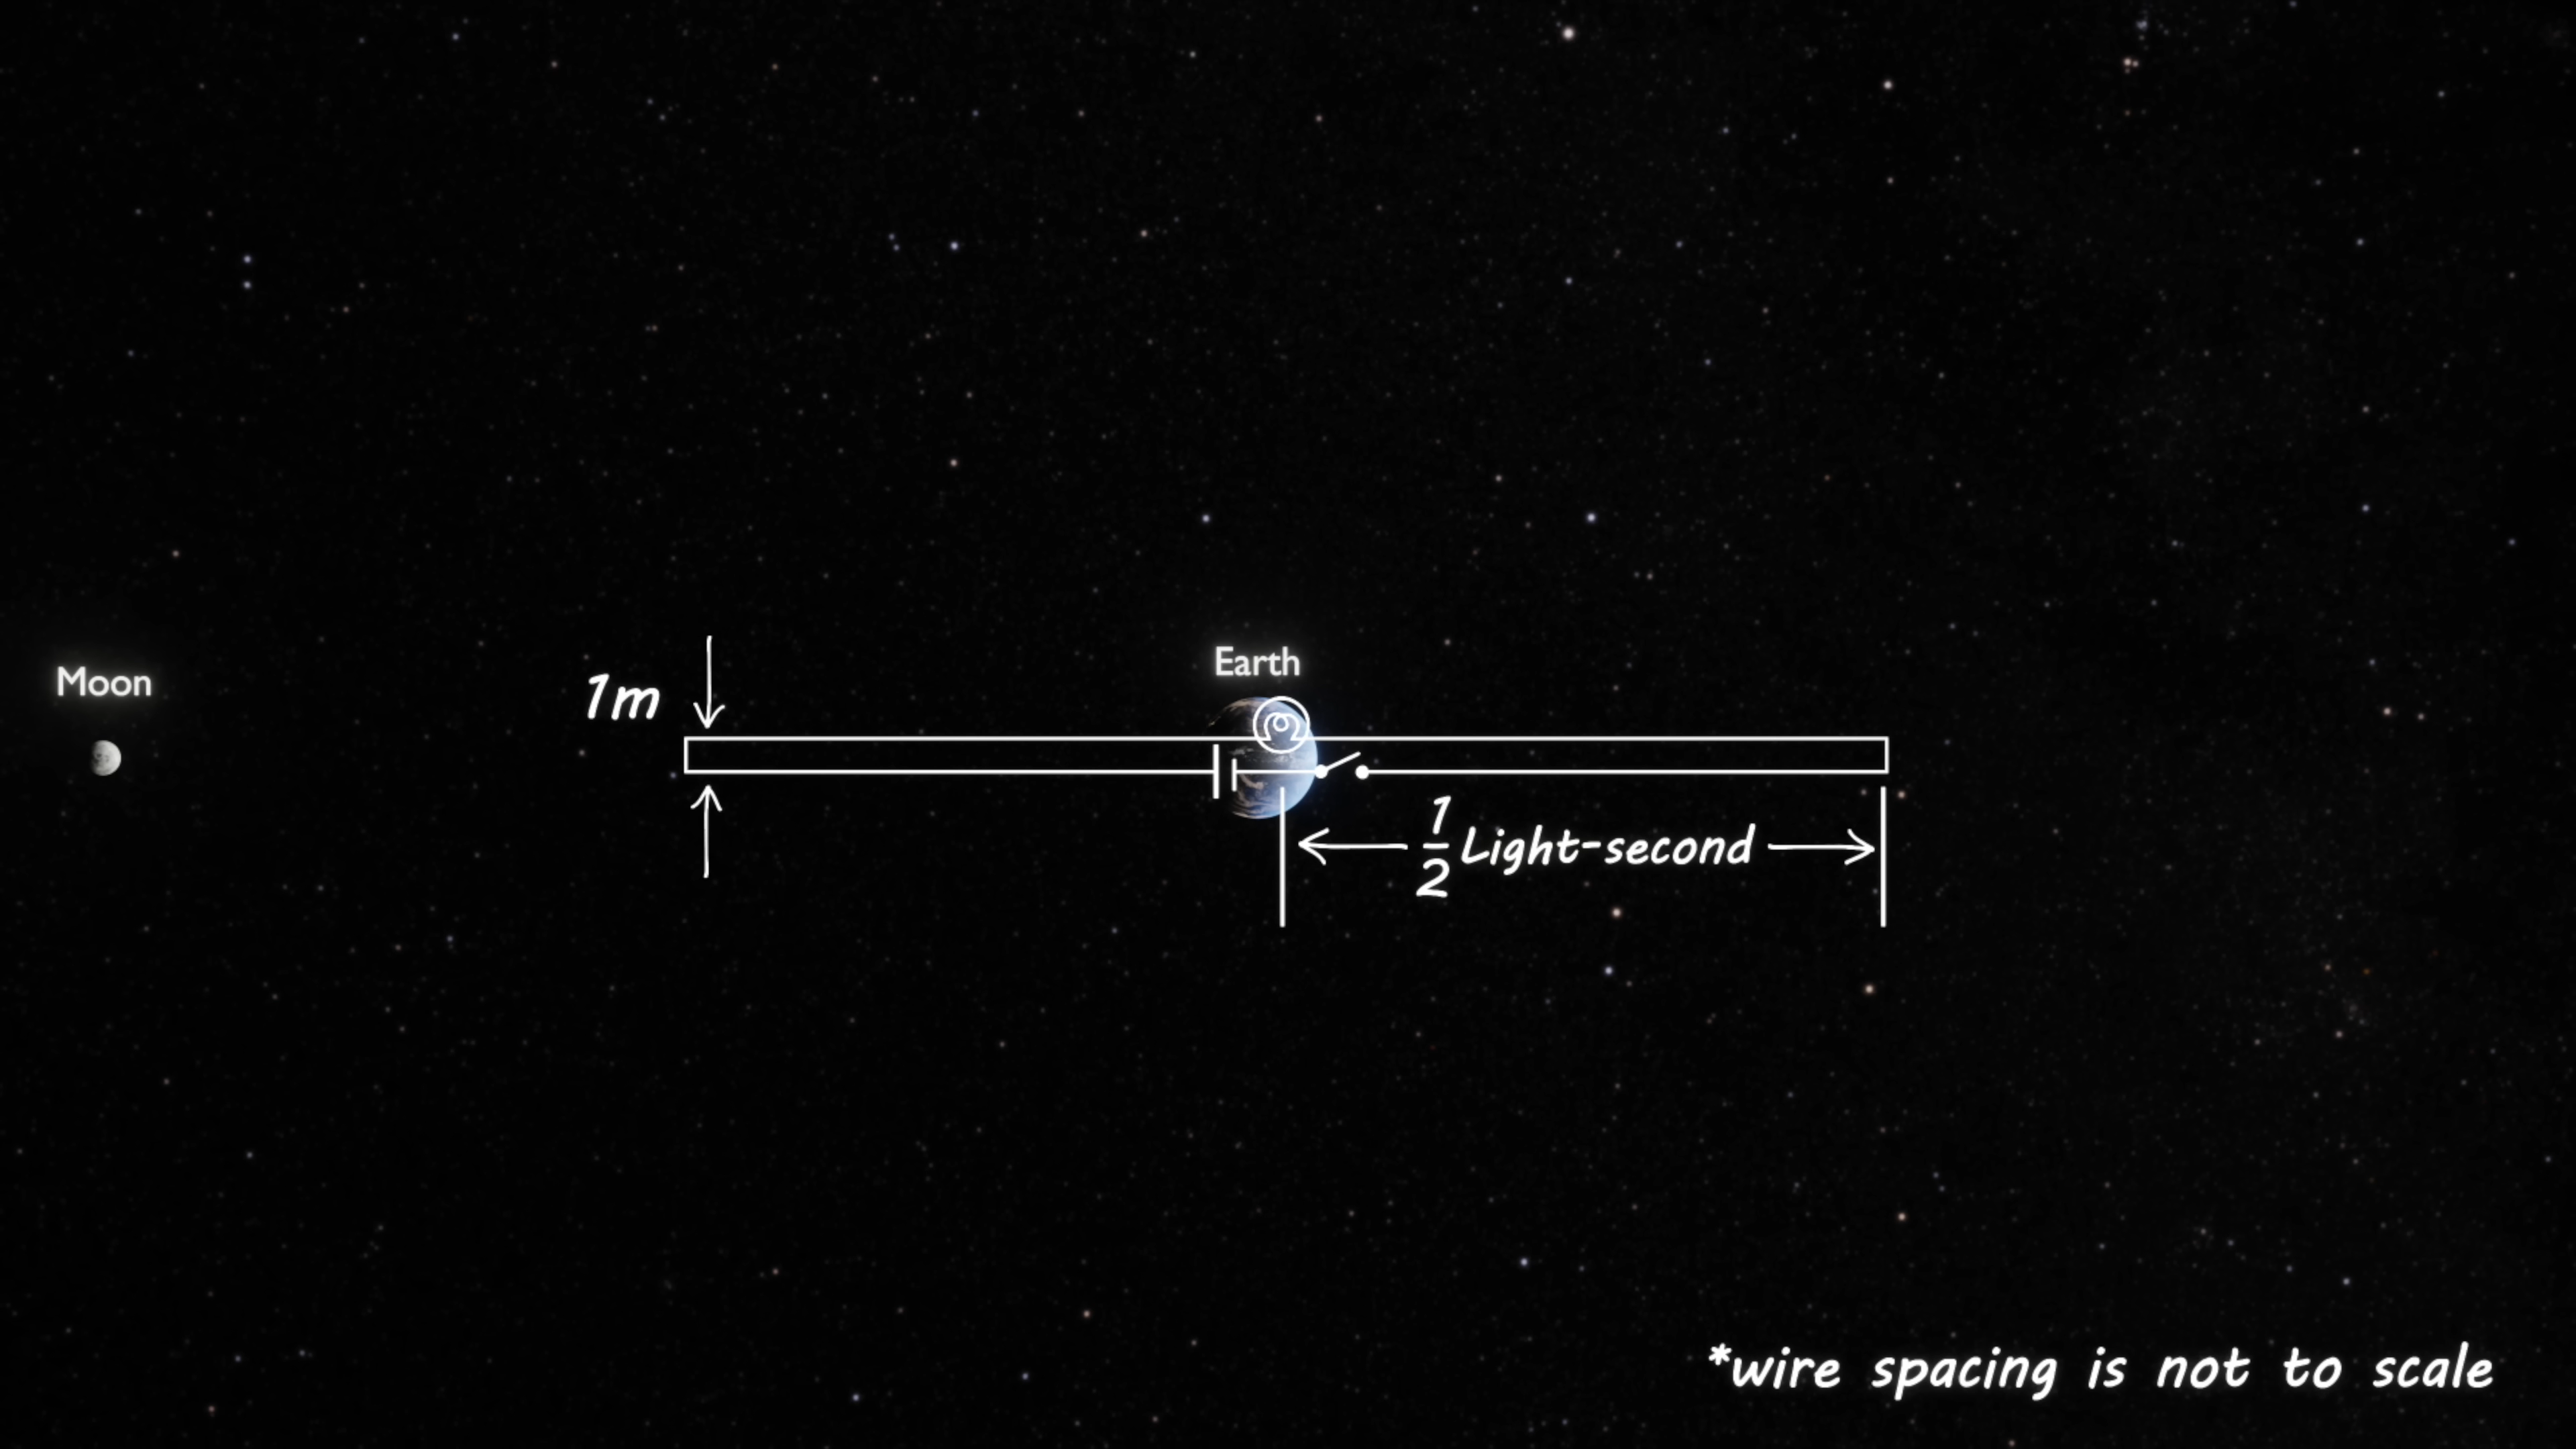 Earth
Moon
1m
1/2 Light-second
*wire spacing is not to scale